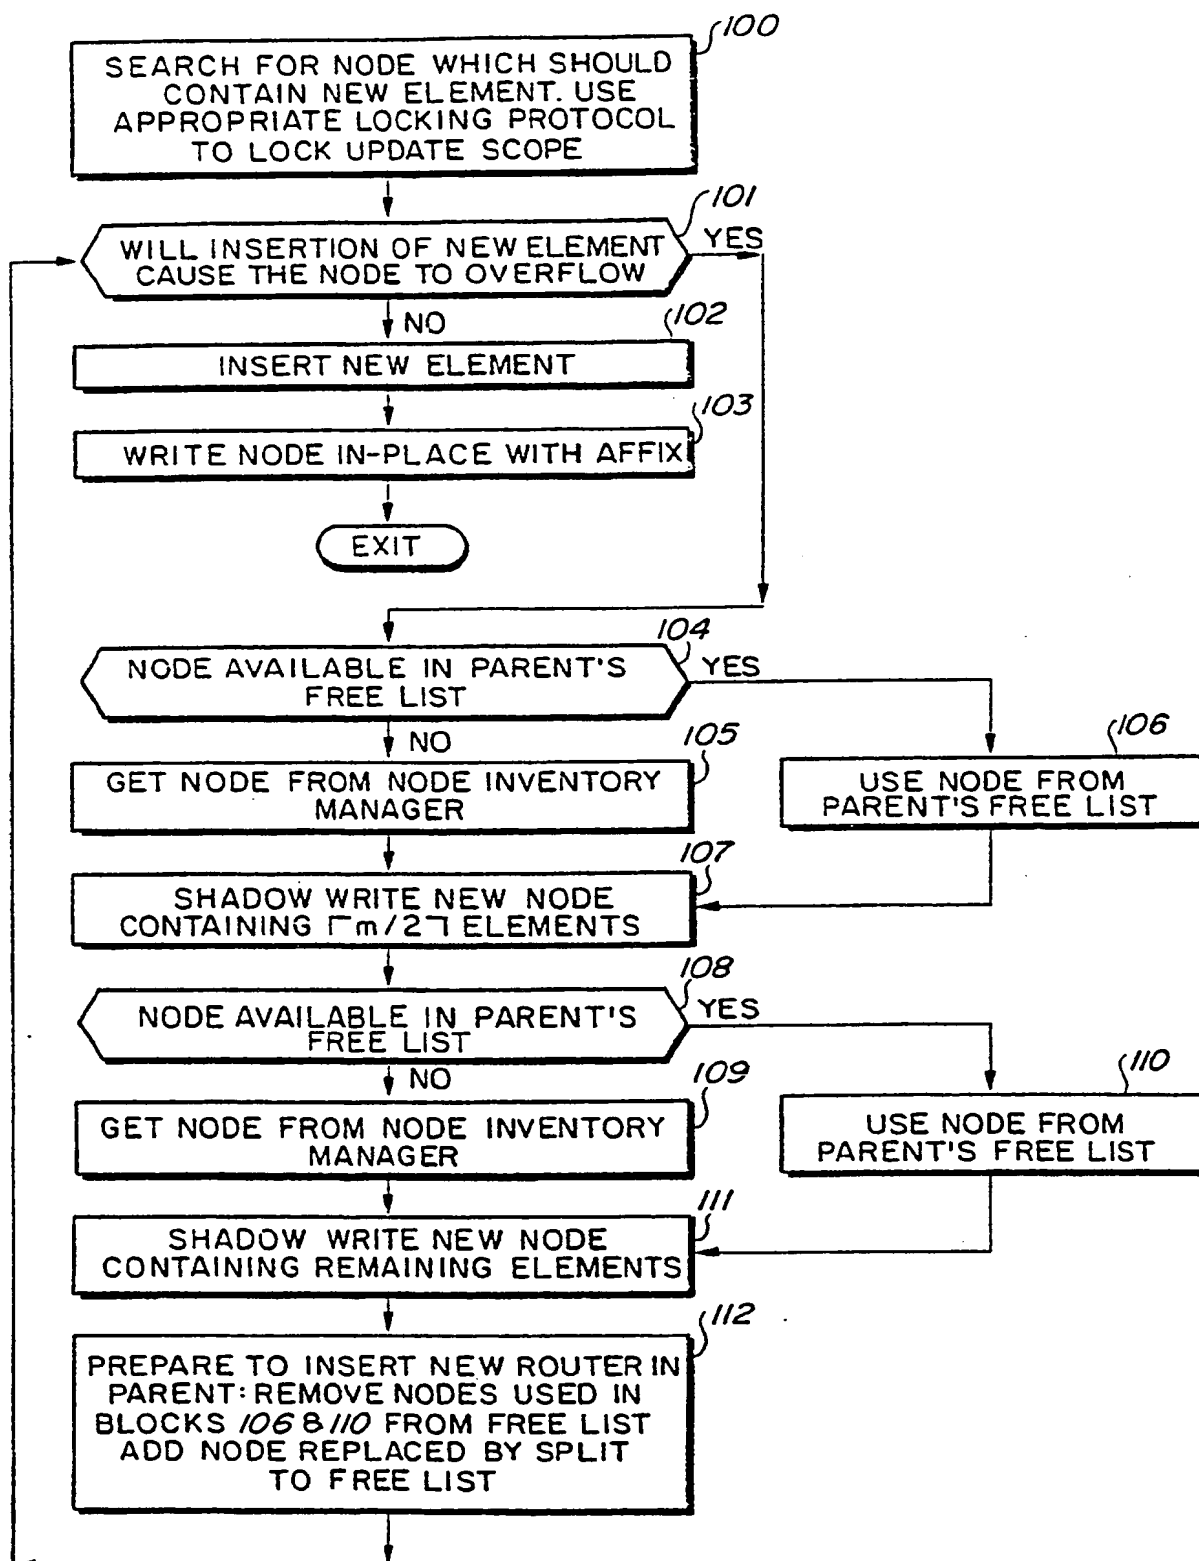 100
SEARCH FOR NODE WHICH SHOULD
CONTAIN NEW ELEMENT. USE
APPROPRIATE LOCKING PROTOCOL
TO LOCK UPDATE SCOPE
101
WILL INSERTION OF NEW ELEMENT
CAUSE THE NODE TO OVERFLOW
YES
NO
102
INSERT NEW ELEMENT
103
WRITE NODE IN-PLACE WITH AFFIX
EXIT
104
NODE AVAILABLE IN PARENT'S
FREE LIST
YES
NO
105
GET NODE FROM NODE INVENTORY
MANAGER
106
USE NODE FROM
PARENT'S FREE LIST
107
SHADOW WRITE NEW NODE
CONTAINING ⌈m/2⌉ ELEMENTS
108
NODE AVAILABLE IN PARENT'S
FREE LIST
YES
NO
109
GET NODE FROM NODE INVENTORY
MANAGER
110
USE NODE FROM
PARENT'S FREE LIST
111
SHADOW WRITE NEW NODE
CONTAINING REMAINING ELEMENTS
112
PREPARE TO INSERT NEW ROUTER IN
PARENT: REMOVE NODES USED IN
BLOCKS 106 & 110 FROM FREE LIST
ADD NODE REPLACED BY SPLIT
TO FREE LIST